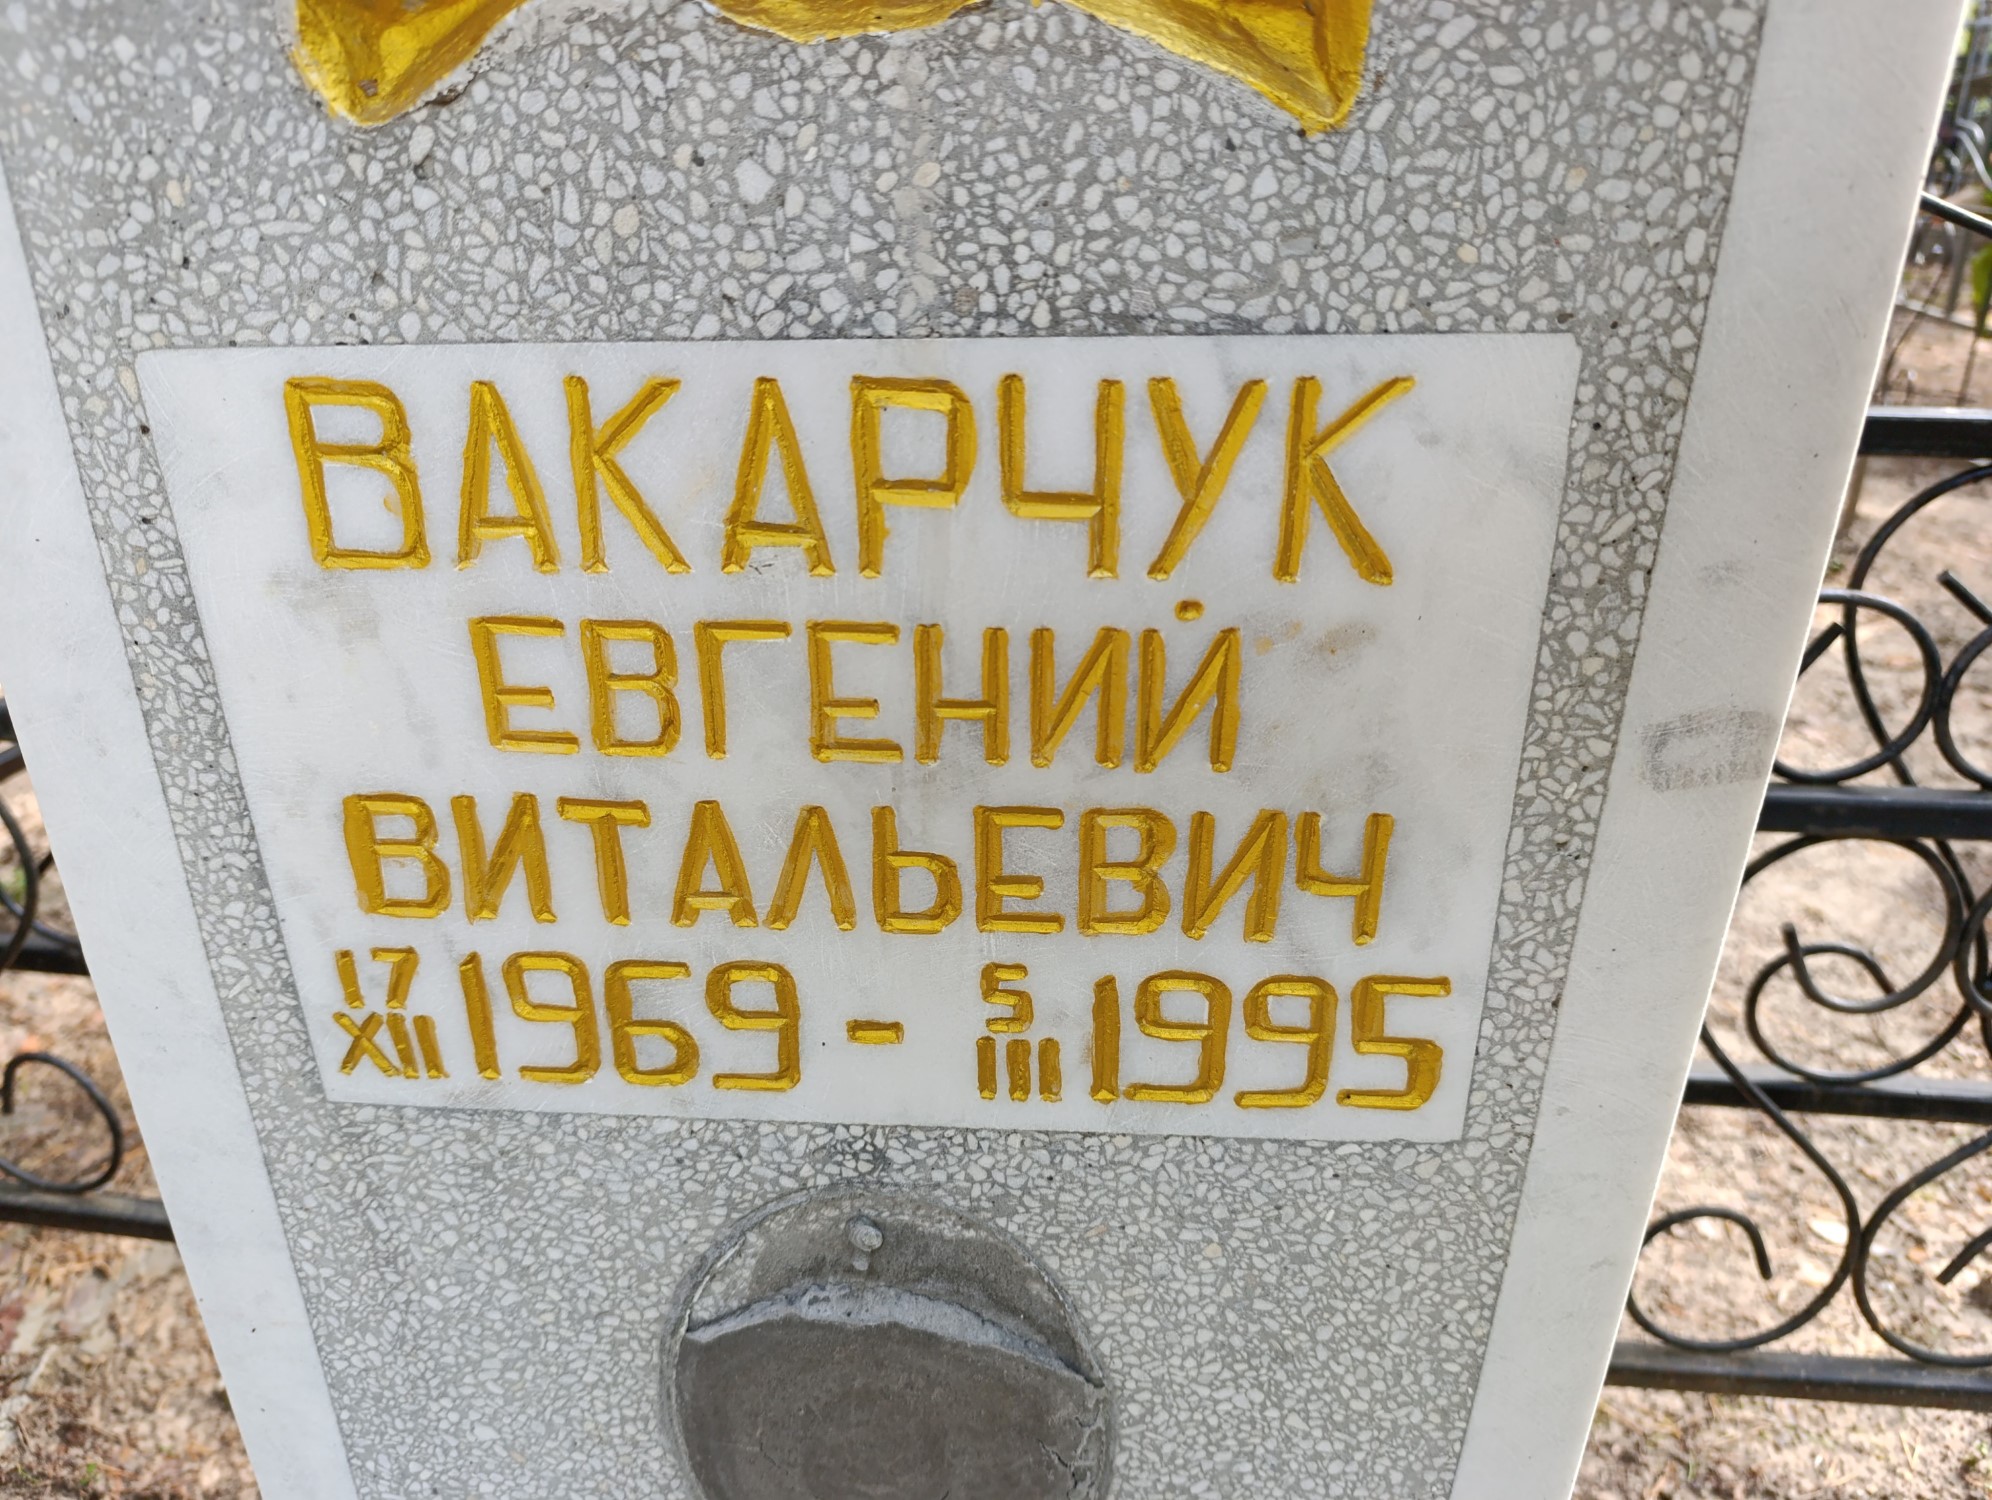 ВАКАРЧУК
ЕВГЕНИЙ
ВИТАЛЬЕВИЧ
17 XII 1969 - 5 III 1995